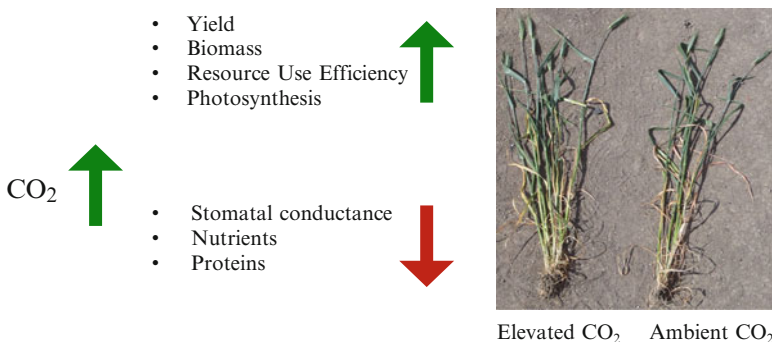 • Yield
• Biomass
• Resource Use Efficiency
• Photosynthesis
CO₂
• Stomatal conductance
• Nutrients
• Proteins
Elevated CO₂ Ambient CO₂